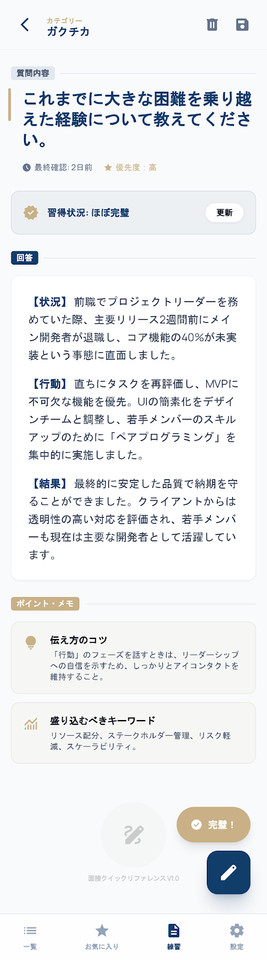 カテゴリー
ガクチカ
質問内容
これまでに大きな困難を乗り越
えた経験について教えてくださ
い。
最終確認: 2日前 優先度 : 高
習得状況: ほぼ完璧 更新
回答
【状況】 前職でプロジェクトリーダーを務
めていた際、主要リリース2週間前にメイ
ン開発者が退職し、コア機能の40%が未実
装という事態に直面しました。
【行動】 直ちにタスクを再評価し、MVPに
不可欠な機能を優先。UIの簡素化をデザイ
ンチームと調整し、若手メンバーのスキル
アップのために「ペアプログラミング」を
集中的に実施しました。
【結果】 最終的に安定した品質で納期を守
ることができました。クライアントからは
透明性の高い対応を評価され、若手メンバ
ーも現在は主要な開発者として活躍してい
ます。
ポイント・メモ
伝え方のコツ
「行動」のフェーズを話すときは、リーダーシップ
への自信を示すため、しっかりとアイコンタクトを
維持すること。
盛り込むべきキーワード
リソース配分、ステークホルダー管理、リスク軽
減、スケーラビリティ。
完璧！
面接クイックリファレンス V1.0
一覧 お気に入り 練習 設定